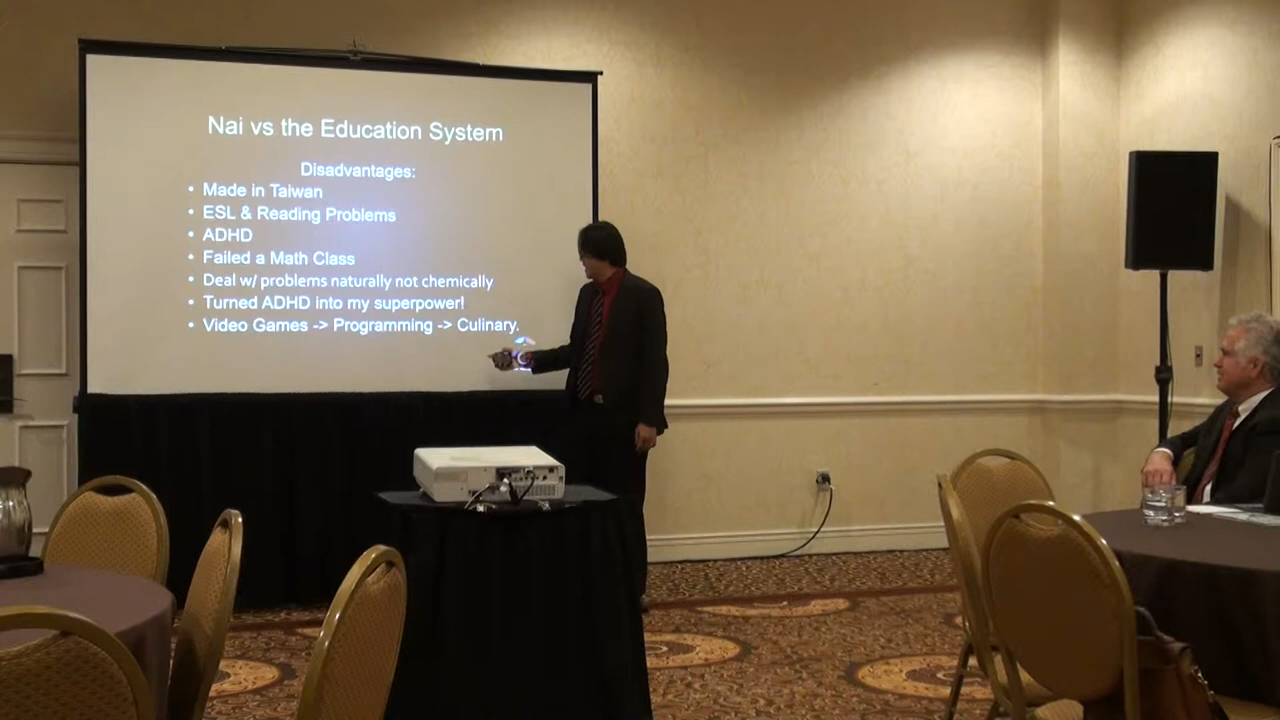 Nai vs the Education System
Disadvantages:
• Made in Taiwan
• ESL & Reading Problems
• ADHD
• Failed a Math Class
• Deal w/ problems naturally not chemically
• Turned ADHD into my superpower!
• Video Games -> Programming -> Culinary.